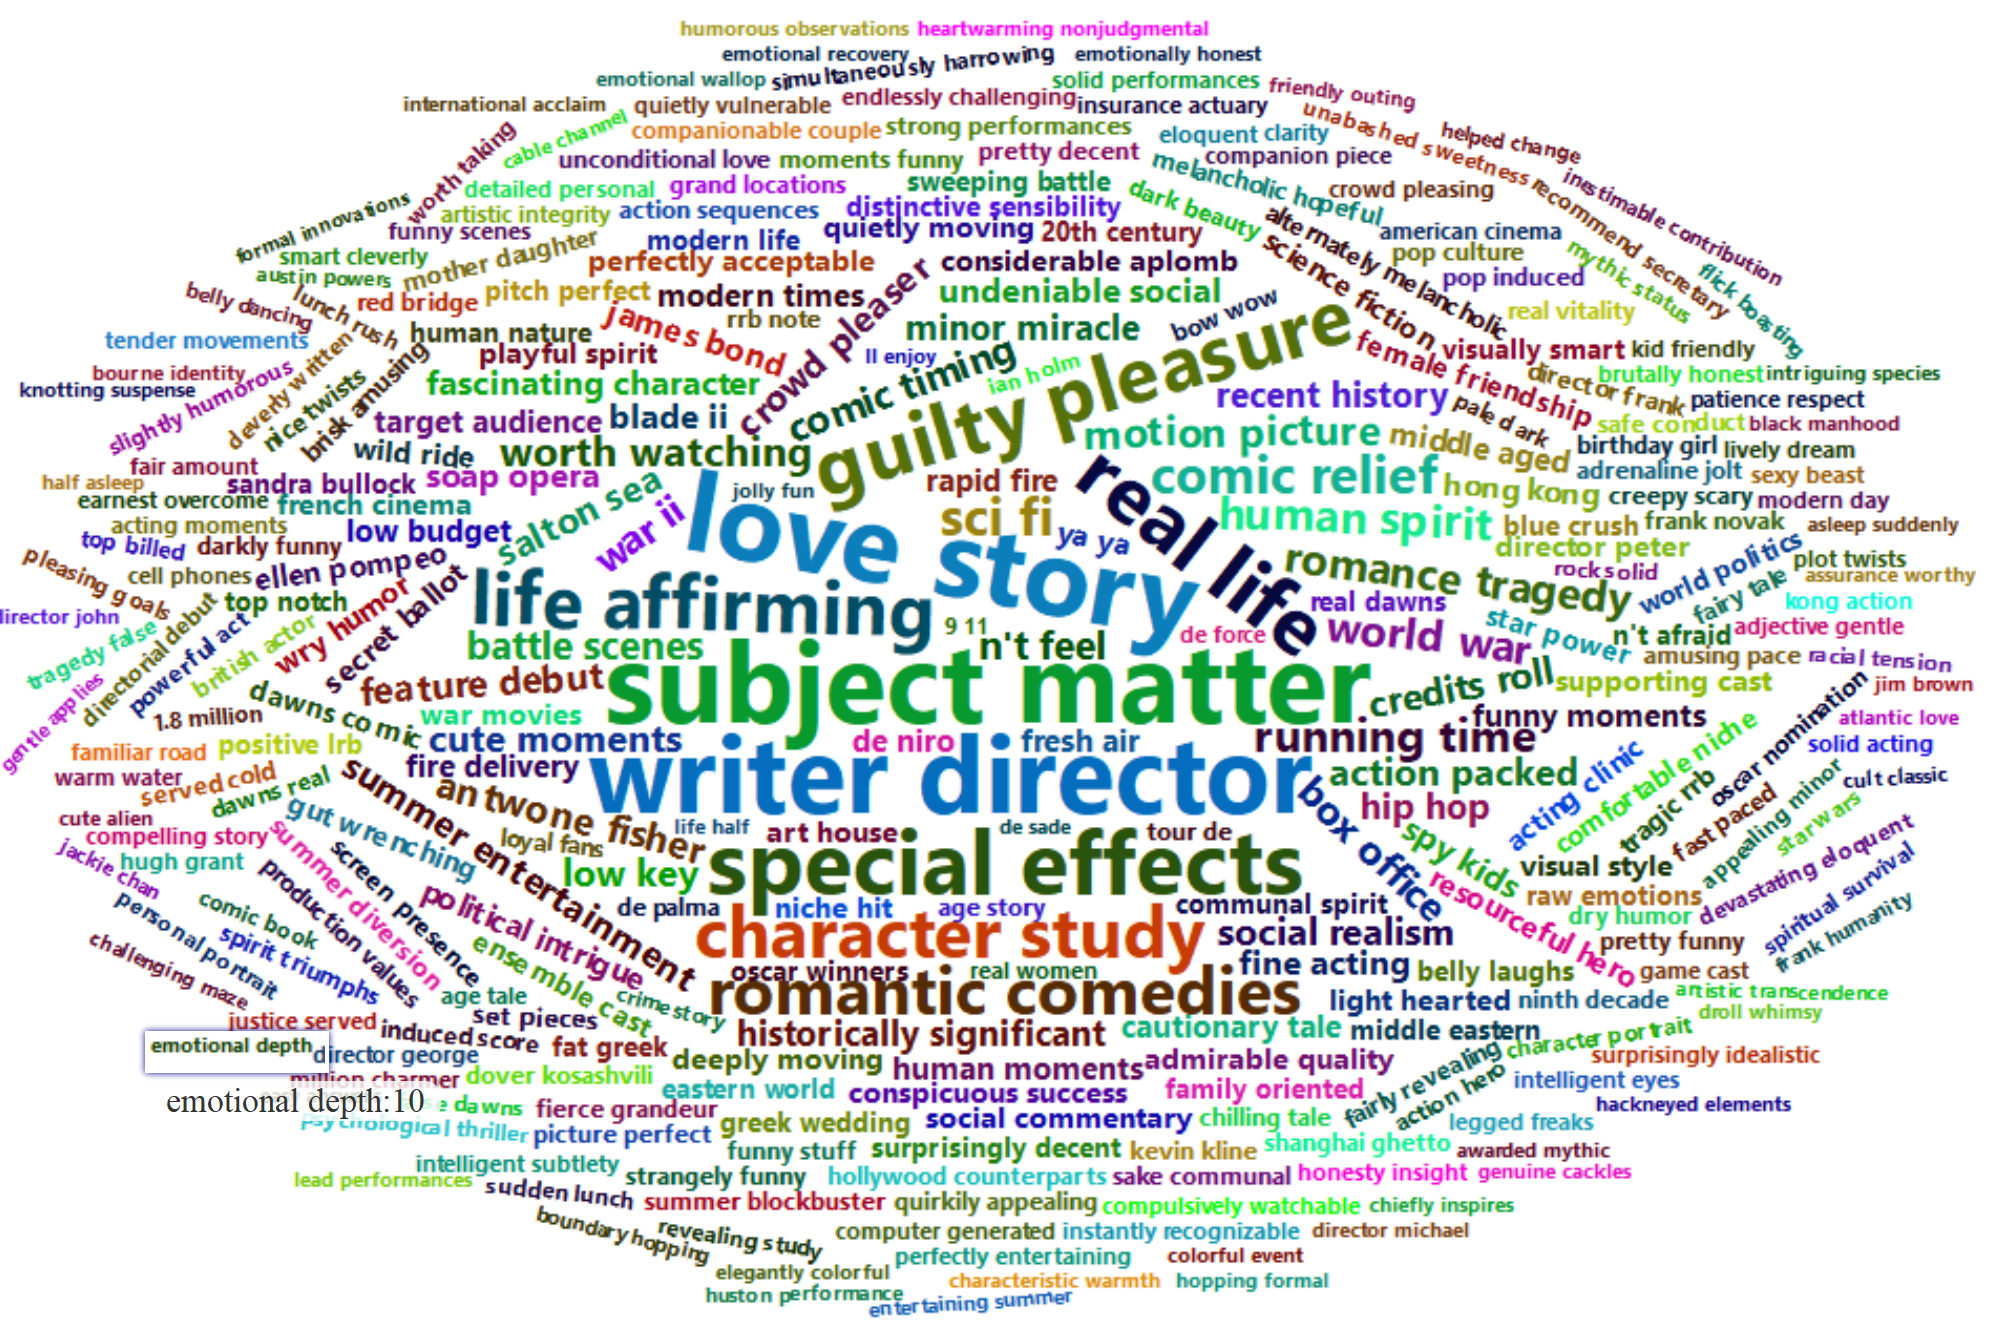 humorous observations
heartwarming nonjudgmental
emotional recovery
simultaneously harrowing
emotionally honest
emotional wallop
solid performances
friendly outing
international acclaim
quietly vulnerable
endlessly challenging
insurance actuary
unabashed sweetness
helped change
worth taking
cable channel
companionable couple
strong performances
eloquent clarity
unconditional love
moments funny
pretty decent
melancholic hopeful
companion piece
inestimable contribution
detailed personal
grand locations
sweeping battle
dark beauty
crowd pleasing
recommend secretary
formal innovations
artistic integrity
action sequences
distinctive sensibility
alternately melancholic
funny scenes
modern life
quietly moving
20th century
american cinema
smart cleverly
mother daughter
perfectly acceptable
considerable aplomb
science fiction
pop culture
mythic status
flick boasting
austin powers
pop induced
belly dancing
lunch rush
red bridge
pitch perfect
modern times
crowd pleaser
undeniable social
bow wow
real vitality
tender movements
human nature
james bond
rrb note
minor miracle
guilty pleasure
female friendship
visually smart
kid friendly
playful spirit
comic timing
ll enjoy
ian holm
bourne identity
knotting suspense
slightly humorous
cleverly written
nice twists
brisk amusing
fascinating character
recent history
pale dark
director frank
brutally honest
intriguing species
patience respect
target audience
blade ii
motion picture
middle aged
safe conduct
black manhood
wild ride
worth watching
birthday girl
lively dream
fair amount
half asleep
sandra bullock
soap opera
salton sea
jolly fun
rapid fire
real life
comic relief
hong kong
adrenaline jolt
sexy beast
earnest overcome
french cinema
creepy scary
modern day
acting moments
low budget
war ii
love story
sci fi
ya ya
human spirit
blue crush
frank novak
asleep suddenly
top billed
darkly funny
director peter
world politics
plot twists
pleasing goals
cell phones
ellen pompeo
life affirming
romance tragedy
rock solid
fairy tale
assurance worthy
director john
directorial debut
top notch
wry humor
secret ballot
real dawns
kong action
tragedy false
powerful act
british actor
battle scenes
9 11
n't feel
de force
world war
star power
n't afraid
adjective gentle
gentle applies
dawns comic
feature debut
subject matter
credits roll
supporting cast
amusing pace
racial tension
jim brown
1.8 million
war movies
funny moments
oscar nomination
atlantic love
familiar road
positive lrb
cute moments
de niro
fresh air
running time
acting clinic
comfortable niche
solid acting
warm water
served cold
dawns real
summer entertainment
fire delivery
writer director
action packed
tragic rrb
fast paced
appealing minor
cult classic
cute alien
gut wrenching
antwone fisher
box office
hip hop
star wars
compelling story
summer diversion
screen presence
loyal fans
life half
art house
de sade
tour de
spy kids
devastating eloquent
jackie chan
hugh grant
production values
low key
special effects
resourceful hero
visual style
spiritual survival
personal portrait
comic book
political intrigue
de palma
niche hit
age story
communal spirit
raw emotions
dry humor
frank humanity
challenging maze
spirit triumphs
ensemble cast
character study
social realism
pretty funny
oscar winners
real women
fine acting
belly laughs
game cast
age tale
crime story
romantic comedies
light hearted
ninth decade
artistic transcendence
justice served
induced score
set pieces
historically significant
cautionary tale
middle eastern
droll whimsy
emotional depth
director george
fat greek
deeply moving
human moments
admirable quality
fairly revealing
character portrait
surprisingly idealistic
million charmer
dover kosashvili
eastern world
conspicuous success
family oriented
action hero
intelligent eyes
emotional depth:10
dawns
fierce grandeur
greek wedding
social commentary
chilling tale
hackneyed elements
psychological thriller
picture perfect
legged freaks
funny stuff
surprisingly decent
kevin kline
shanghai ghetto
awarded mythic
intelligent subtlety
lead performances
strangely funny
hollywood counterparts
sake communal
honesty insight
genuine cackles
sudden lunch
summer blockbuster
quirkily appealing
compulsively watchable
chiefly inspires
boundary hopping
revealing study
computer generated
instantly recognizable
director michael
perfectly entertaining
colorful event
elegantly colorful
characteristic warmth
hopping formal
huston performance
entertaining summer